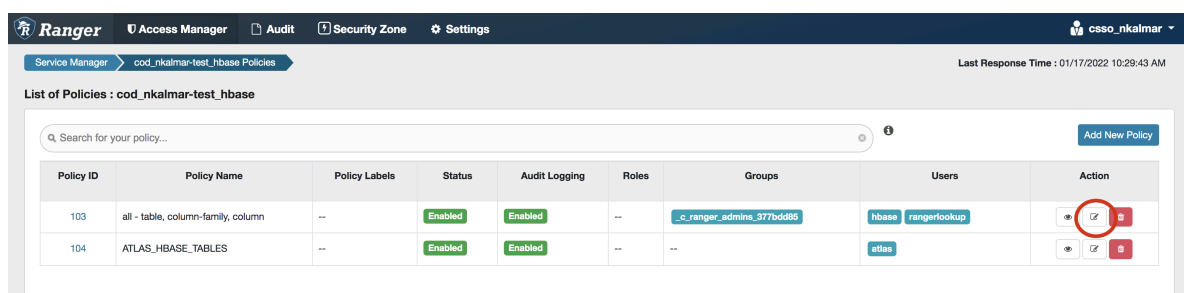 Ranger Access Manager Audit Security Zone Settings csso_nkalmar
Service Manager cod_nkalmar-test_hbase Policies Last Response Time : 01/17/2022 10:29:43 AM
List of Policies : cod_nkalmar-test_hbase
Search for your policy... Add New Policy
Policy ID Policy Name Policy Labels Status Audit Logging Roles Groups Users Action
103 all - table, column-family, column -- Enabled Enabled -- _c_ranger_admins_377bdd85 hbase rangerlookup
104 ATLAS_HBASE_TABLES -- Enabled Enabled -- -- atlas